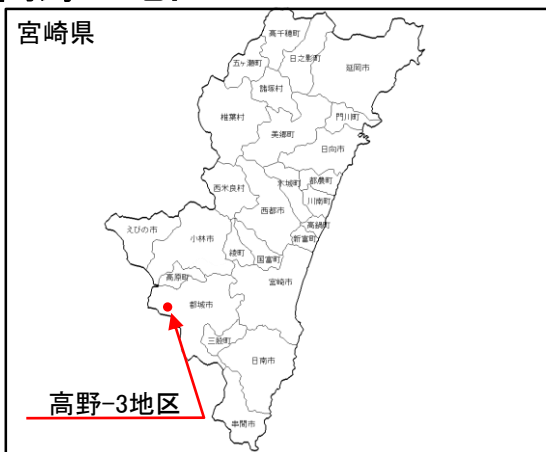 宮崎県
高千穂町
日之影町
延岡市
五ヶ瀬町
諸塚村
門川町
椎葉村
美郷町
日向市
西米良村
木城町
都農町
川南町
西都市
高鍋町
新富町
えびの市
小林市
綾町
国富町
宮崎市
高原町
都城市
三股町
日南市
高野-3地区
串間市